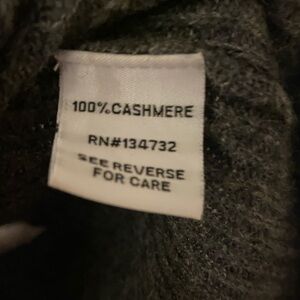 100%CASHMERE
RN#134732
SEE REVERSE
FOR CARE